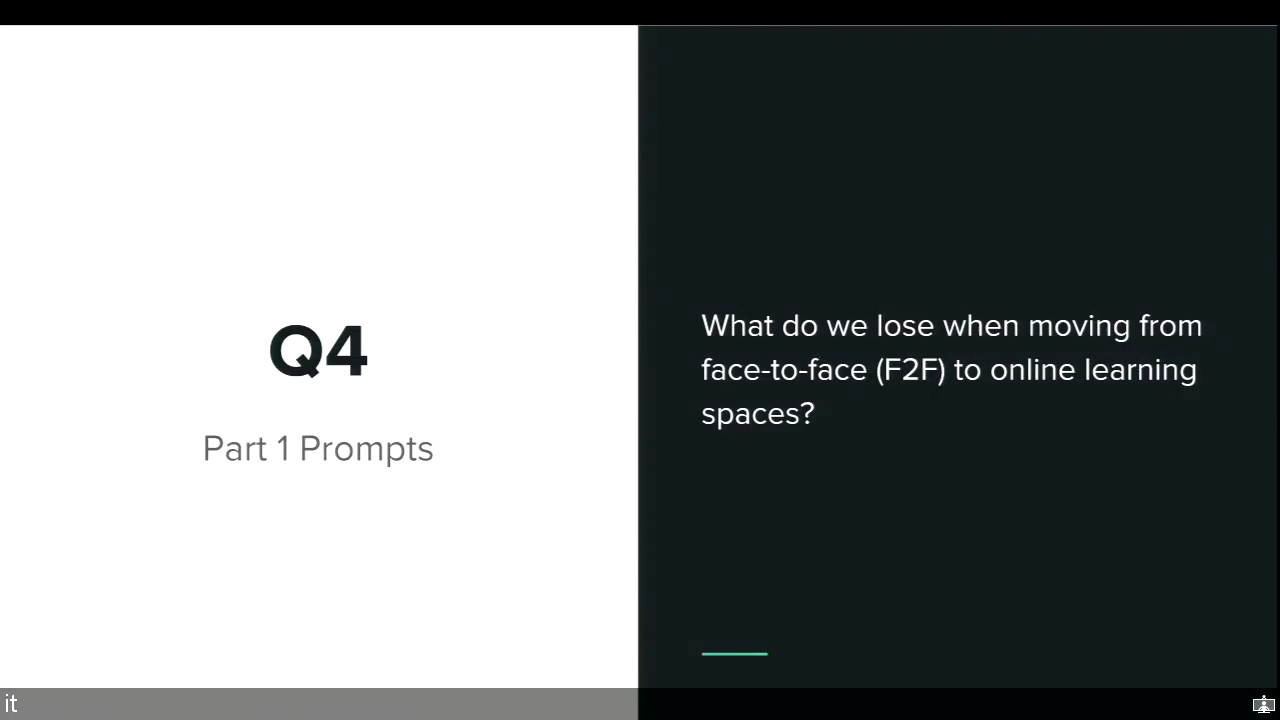 Q4
Part 1 Prompts
What do we lose when moving from
face-to-face (F2F) to online learning
spaces?
it